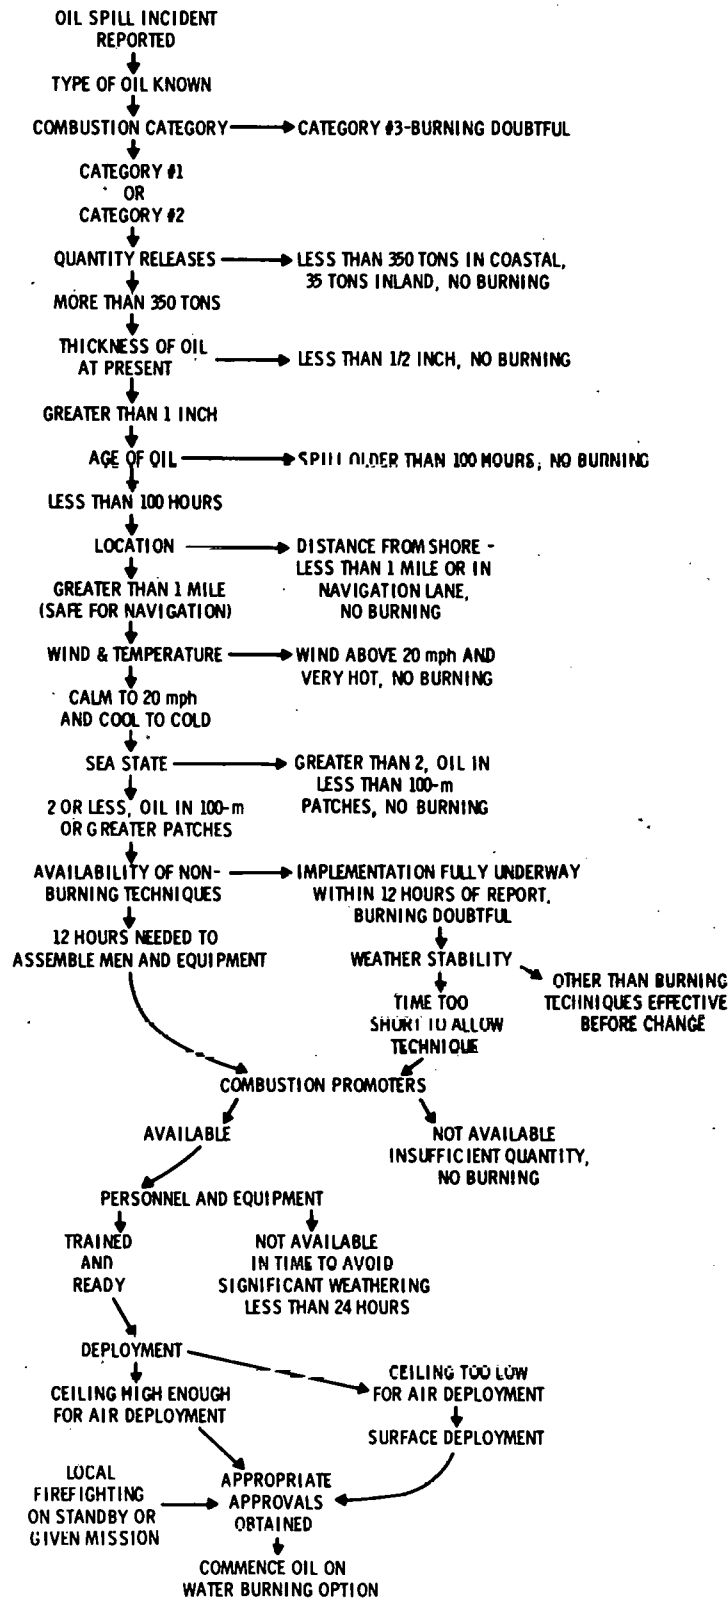 OIL SPILL INCIDENT
REPORTED
TYPE OF OIL KNOWN
COMBUSTION CATEGORY
CATEGORY #3-BURNING DOUBTFUL
CATEGORY #1
OR
CATEGORY #2
QUANTITY RELEASES
LESS THAN 350 TONS IN COASTAL,
35 TONS INLAND, NO BURNING
MORE THAN 350 TONS
THICKNESS OF OIL
AT PRESENT
LESS THAN 1/2 INCH, NO BURNING
GREATER THAN 1 INCH
AGE OF OIL
SPILL OLDER THAN 100 HOURS, NO BURNING
LESS THAN 100 HOURS
LOCATION
DISTANCE FROM SHORE -
LESS THAN 1 MILE OR IN
NAVIGATION LANE,
NO BURNING
GREATER THAN 1 MILE
(SAFE FOR NAVIGATION)
WIND & TEMPERATURE
WIND ABOVE 20 mph AND
VERY HOT, NO BURNING
CALM TO 20 mph
AND COOL TO COLD
SEA STATE
GREATER THAN 2, OIL IN
LESS THAN 100-m
PATCHES, NO BURNING
2 OR LESS, OIL IN 100-m
OR GREATER PATCHES
AVAILABILITY OF NON-
BURNING TECHNIQUES
IMPLEMENTATION FULLY UNDERWAY
WITHIN 12 HOURS OF REPORT.
BURNING DOUBTFUL
12 HOURS NEEDED TO
ASSEMBLE MEN AND EQUIPMENT
WEATHER STABILITY
OTHER THAN BURNING
TECHNIQUES EFFECTIVE
BEFORE CHANGE
TIME TOO
SHORT TO ALLOW
TECHNIQUE
COMBUSTION PROMOTERS
AVAILABLE
NOT AVAILABLE
INSUFFICIENT QUANTITY,
NO BURNING
PERSONNEL AND EQUIPMENT
TRAINED
AND
READY
NOT AVAILABLE
IN TIME TO AVOID
SIGNIFICANT WEATHERING
LESS THAN 24 HOURS
DEPLOYMENT
CEILING HIGH ENOUGH
FOR AIR DEPLOYMENT
CEILING TOO LOW
FOR AIR DEPLOYMENT
SURFACE DEPLOYMENT
LOCAL
FIREFIGHTING
ON STANDBY OR
GIVEN MISSION
APPROPRIATE
APPROVALS
OBTAINED
COMMENCE OIL ON
WATER BURNING OPTION